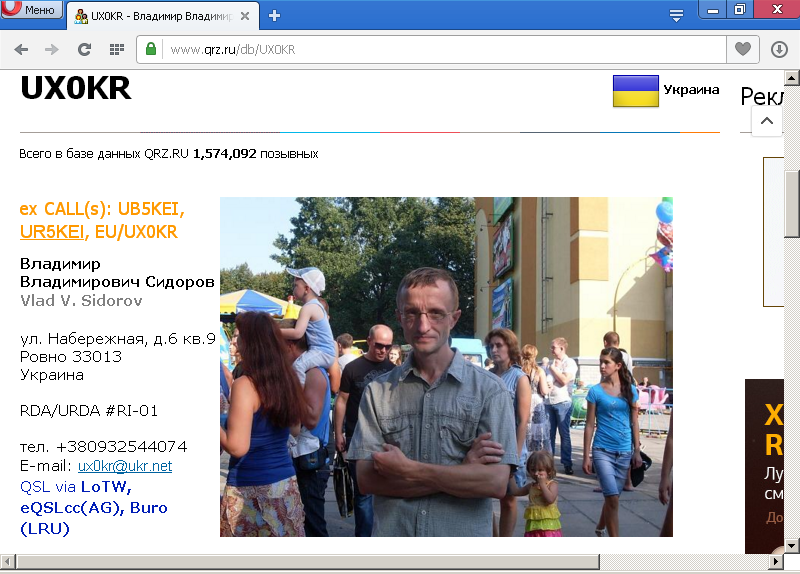 Меню
UX0KR - Владимир Владими
www.qrz.ru/db/UX0KR
UX0KR
Украина
Рекл
Всего в базе данных QRZ.RU 1,574,092 позывных
ex CALL(s): UB5KEI,
UR5KEI, EU/UX0KR
Владимир
Владимирович Сидоров
Vlad V. Sidorov
ул. Набережная, д.6 кв.9
Ровно 33013
Украина
RDA/URDA #RI-01
тел. +380932544074
E-mail: ux0kr@ukr.net
QSL via LoTW,
eQSLcc(AG), Buro
(LRU)
X
R
Лу
см
До